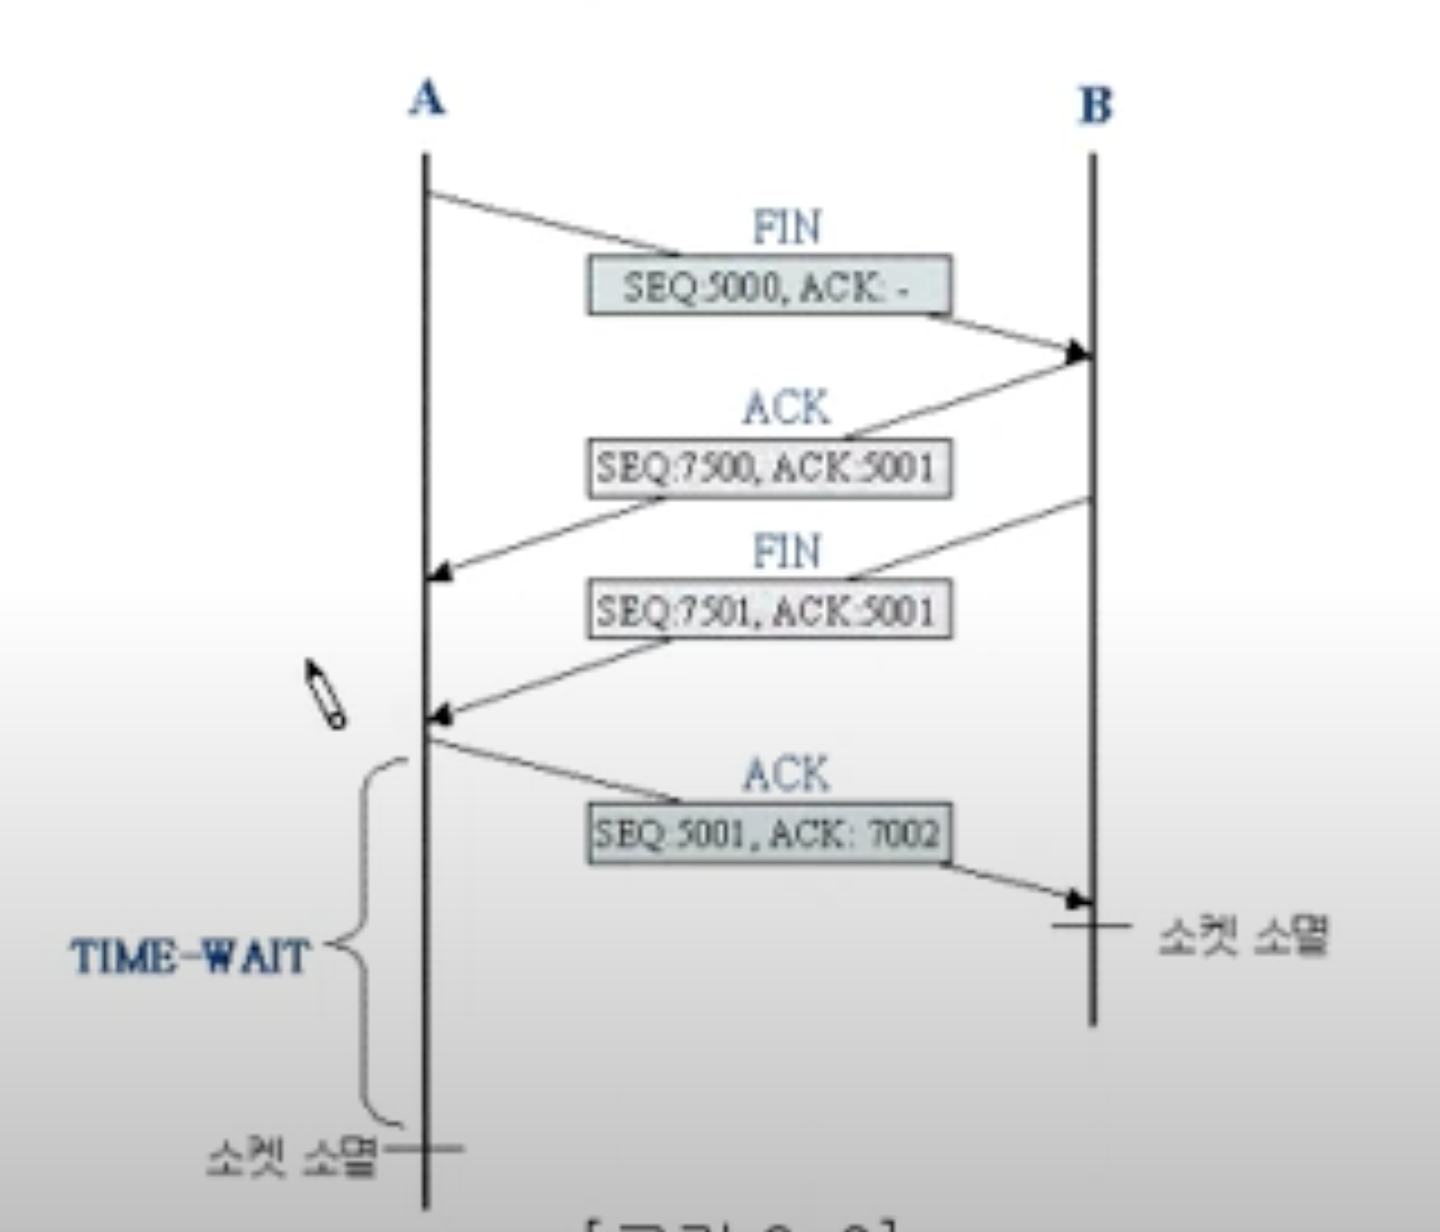 A
B
FIN
SEQ:5000, ACK: -
ACK
SEQ:7500, ACK:5001
FIN
SEQ:7501, ACK:5001
ACK
SEQ:5001, ACK: 7002
TIME-WAIT
소켓 소멸
소켓 소멸